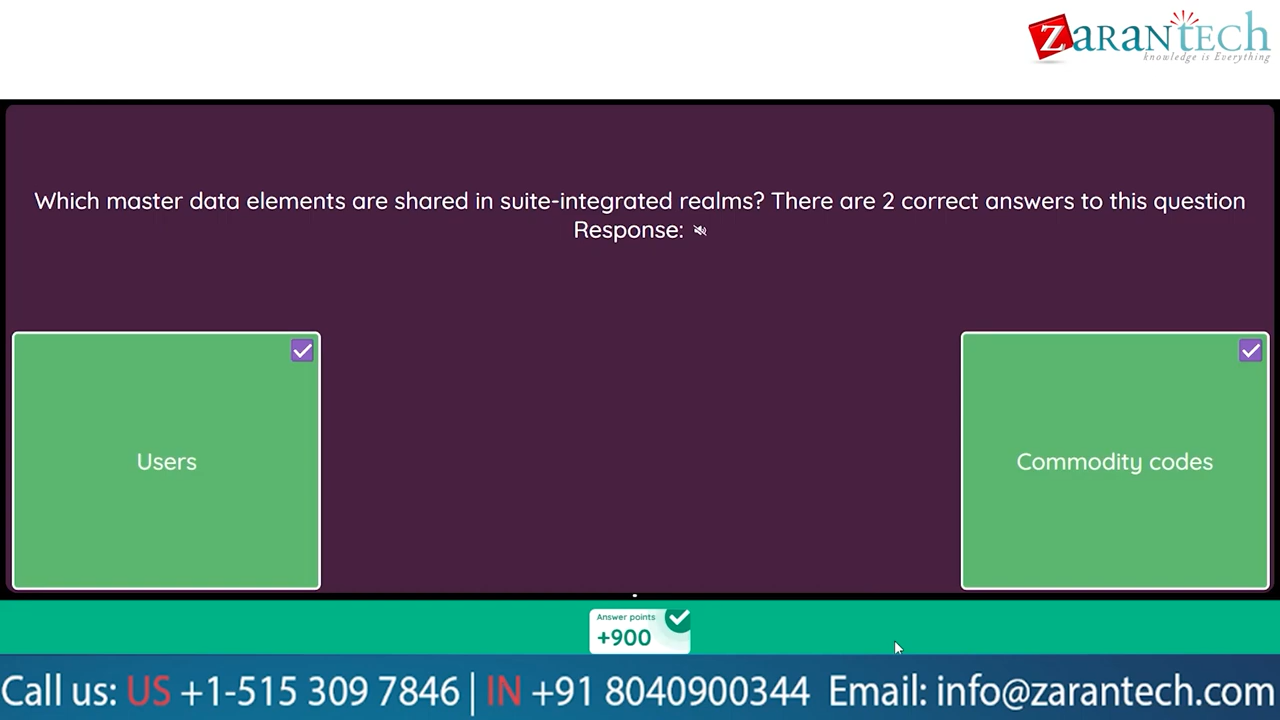 ZARANTECH
knowledge is Everything
Which master data elements are shared in suite-integrated realms? There are 2 correct answers to this question
Response:
Users
Commodity codes
Answer points
+900
Call us: US +1-515 309 7846 | IN +91 8040900344 Email: info@zarantech.com